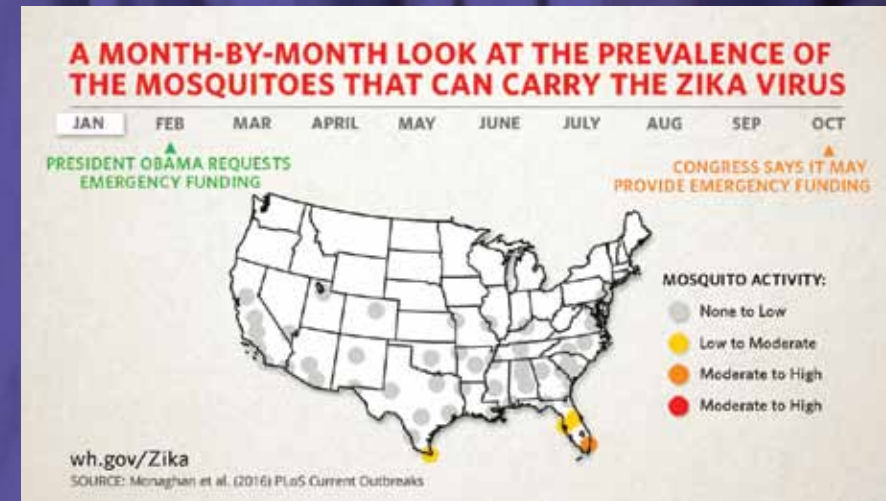 A MONTH-BY-MONTH LOOK AT THE PREVALENCE OF
THE MOSQUITOES THAT CAN CARRY THE ZIKA VIRUS
JAN FEB MAR APRIL MAY JUNE JULY AUG SEP OCT
PRESIDENT OBAMA REQUESTS
EMERGENCY FUNDING
CONGRESS SAYS IT MAY
PROVIDE EMERGENCY FUNDING
MOSQUITO ACTIVITY:
None to Low
Low to Moderate
Moderate to High
Moderate to High
wh.gov/Zika
SOURCE: Monaghan et al. (2016) PLoS Current Outbreaks